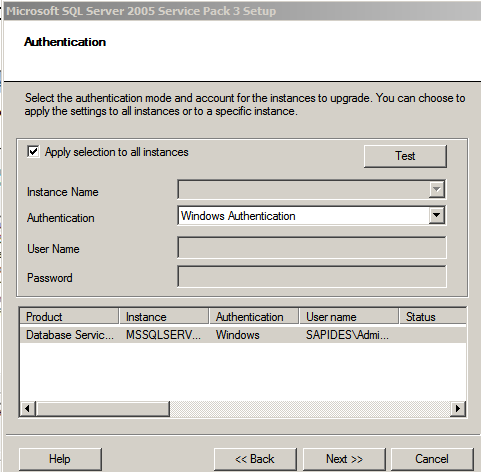 Microsoft SQL Server 2005 Service Pack 3 Setup
Authentication
Select the authentication mode and account for the instances to upgrade. You can choose to
apply the settings to all instances or to a specific instance.
Apply selection to all instances
Test
Instance Name
Authentication
Windows Authentication
User Name
Password
Product Instance Authentication User name Status
Database Servic... MSSQLSERV... Windows SAPIDES\Admi...
Help
<< Back
Next >>
Cancel